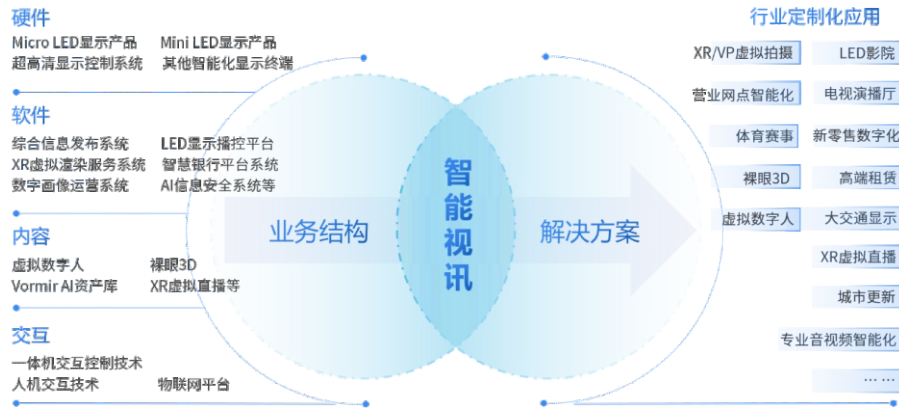 硬件
Micro LED显示产品 Mini LED显示产品
超高清显示控制系统 其他智能化显示终端
软件
综合信息发布系统 LED显示播控平台
XR虚拟渲染服务系统 智慧银行平台系统
数字画像运营系统 AI信息安全系统等
内容
虚拟数字人 裸眼3D
Vormir AI资产库 XR虚拟直播等
交互
一体机交互控制技术
人机交互技术 物联网平台
业务结构
智能视讯
解决方案
行业定制化应用
XR/VP虚拟拍摄 LED影院
营业网点智能化 电视演播厅
体育赛事 新零售数字化
裸眼3D 高端租赁
虚拟数字人 大交通显示
XR虚拟直播
城市更新
专业音视频智能化
… …